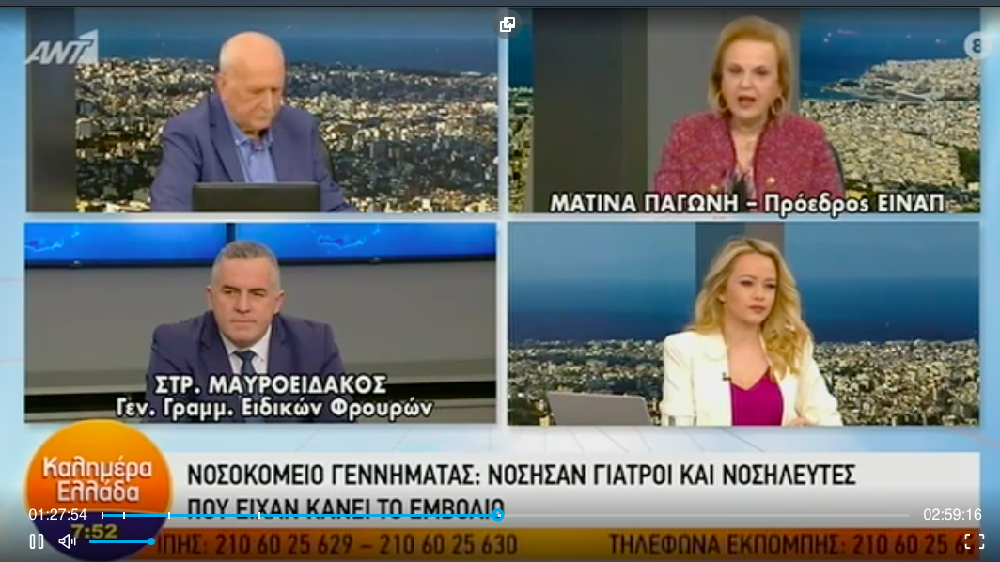 ANT1
ΜΑΤΙΝΑ ΠΑΓΩΝΗ – Πρόεδρος ΕΙΝΑΠ
ΣΤΡ. ΜΑΥΡΟΕΙΔΑΚΟΣ
Γεν. Γραμμ. Ειδικών Φρουρών
Καλημέρα
Ελλάδα
ΝΟΣΟΚΟΜΕΙΟ ΓΕΝΝΗΜΑΤΑΣ: ΝΟΣΗΣΑΝ ΓΙΑΤΡΟΙ ΚΑΙ ΝΟΣΗΛΕΥΤΕΣ
ΠΟΥ ΕΙΧΑΝ ΚΑΝΕΙ ΤΟ ΕΜΒΟΛΙΟ
01:27:54 02:59:16
7:52
ΠΗΣ: 210 60 25 629 – 210 60 25 630 ΤΗΛΕΦΩΝΑ ΕΚΠΟΜΠΗΣ: 210 60 25 6